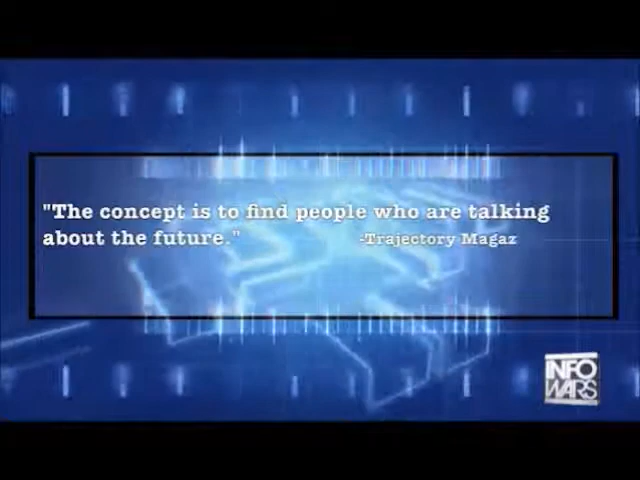 "The concept is to find people who are talking
about the future." -Trajectory Magaz
INFO
WARS